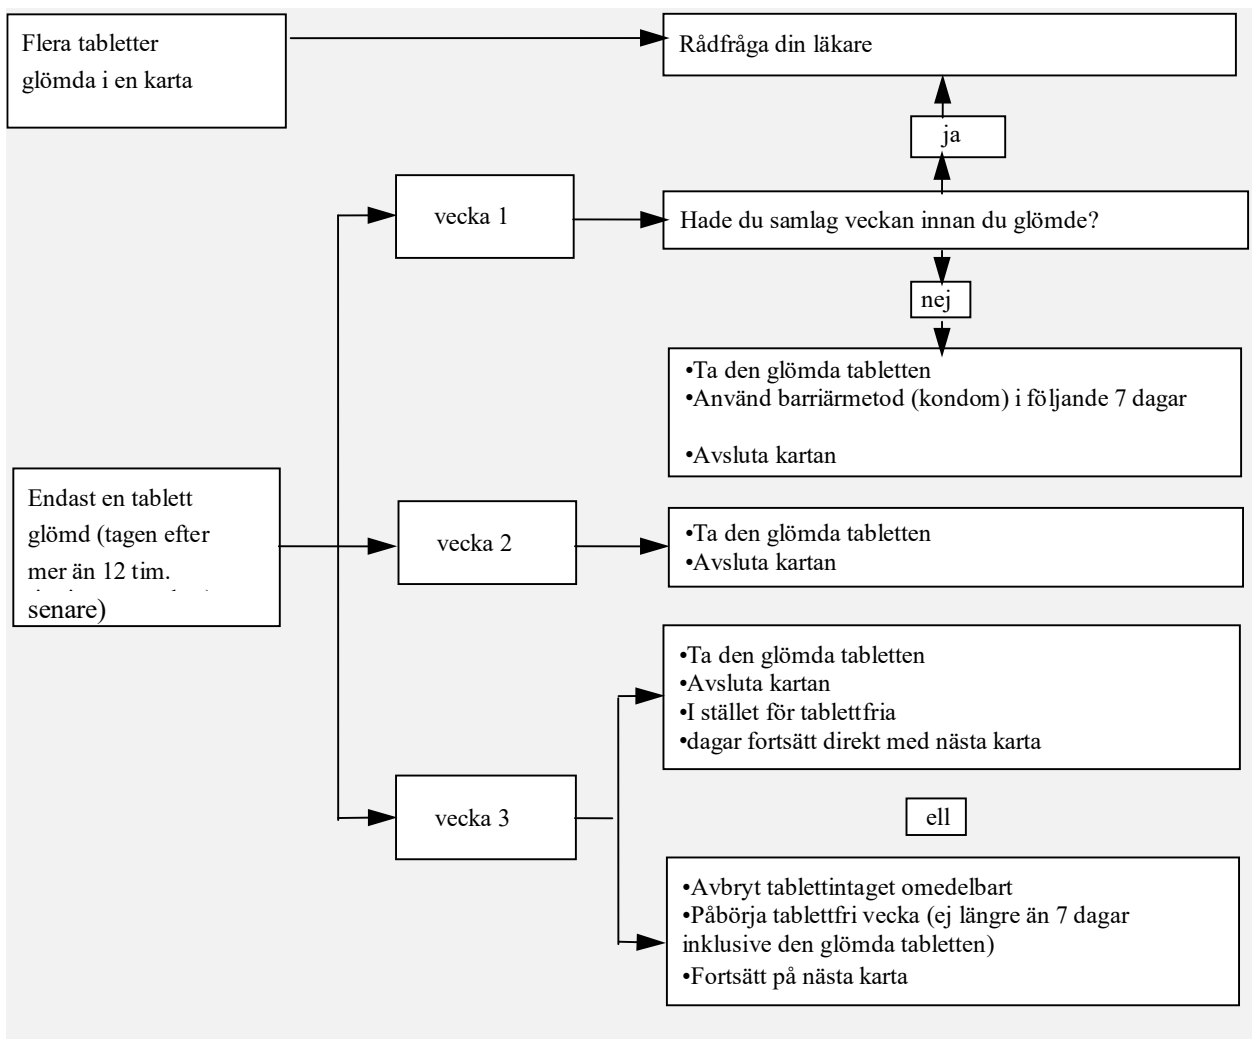 Flera tabletter
glömda i en karta
Rådfråga din läkare
ja
vecka 1
Hade du samlag veckan innan du glömde?
nej
•Ta den glömda tabletten
•Använd barriärmetod (kondom) i följande 7 dagar
•Avsluta kartan
Endast en tablett
glömd (tagen efter
mer än 12 tim.
senare)
vecka 2
•Ta den glömda tabletten
•Avsluta kartan
•Ta den glömda tabletten
•Avsluta kartan
•I stället för tablettfria
•dagar fortsätt direkt med nästa karta
vecka 3
ell
•Avbryt tablettintaget omedelbart
•Påbörja tablettfri vecka (ej längre än 7 dagar
inklusive den glömda tabletten)
•Fortsätt på nästa karta